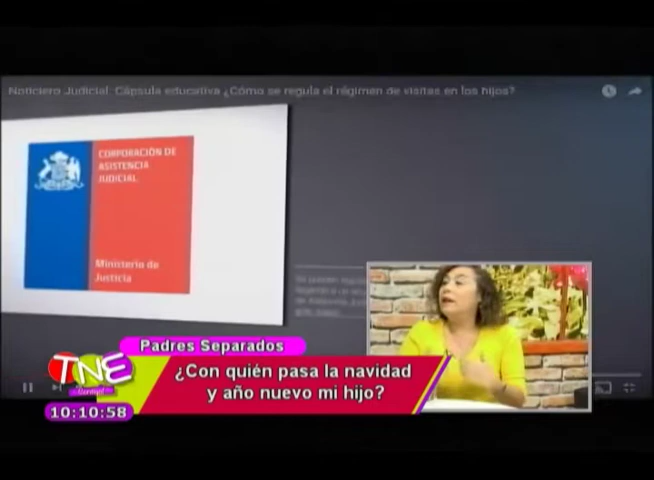 Noticiero Judicial: Cápsula educativa ¿Cómo se regula el régimen de visitas en los hijos?
CORPORACIÓN DE
ASISTENCIA
JUDICIAL
Ministerio de
Justicia
Padres Separados
TNE
¿Con quién pasa la navidad
y año nuevo mi hijo?
10:10:58